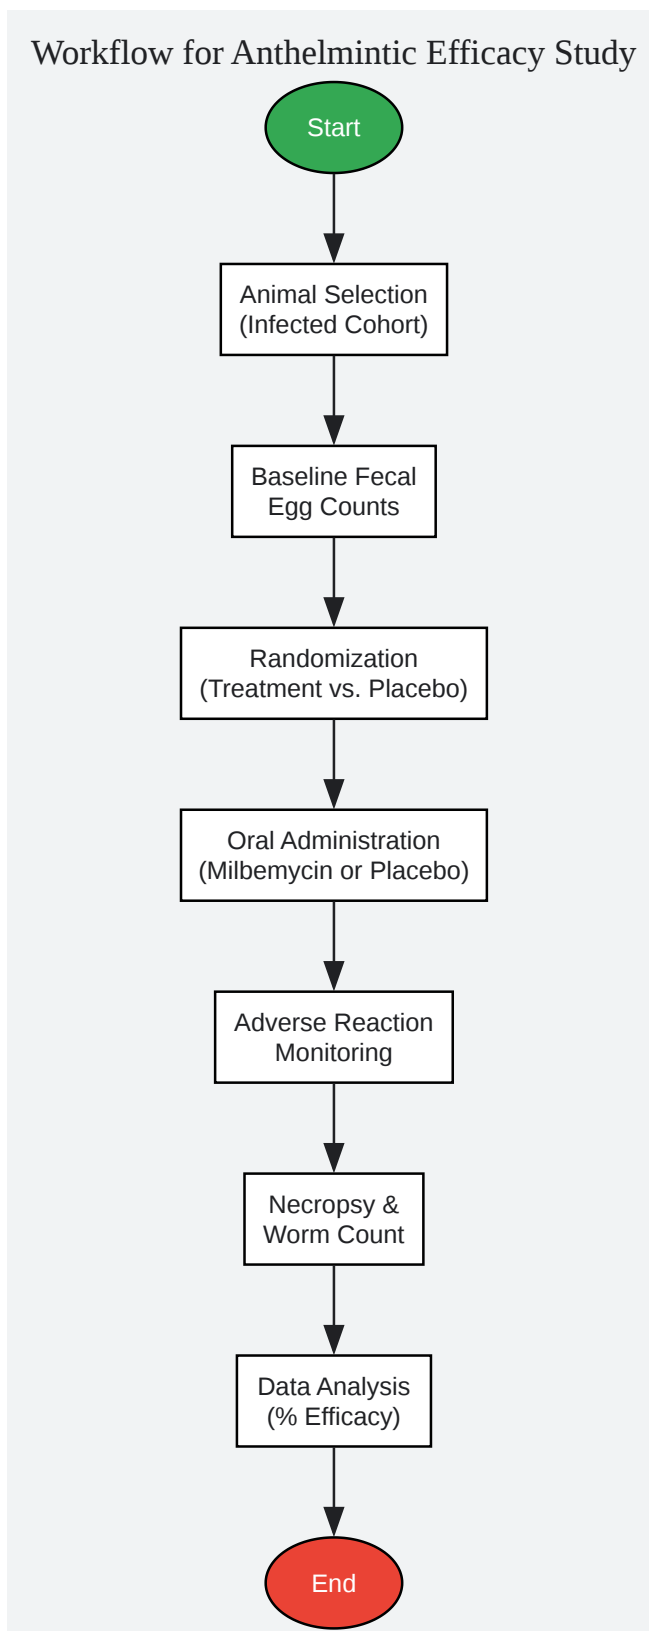 Workflow for Anthelmintic Efficacy Study
Start
Animal Selection
(Infected Cohort)
Baseline Fecal
Egg Counts
Randomization
(Treatment vs. Placebo)
Oral Administration
(Milbemycin or Placebo)
Adverse Reaction
Monitoring
Necropsy &
Worm Count
Data Analysis
(% Efficacy)
End